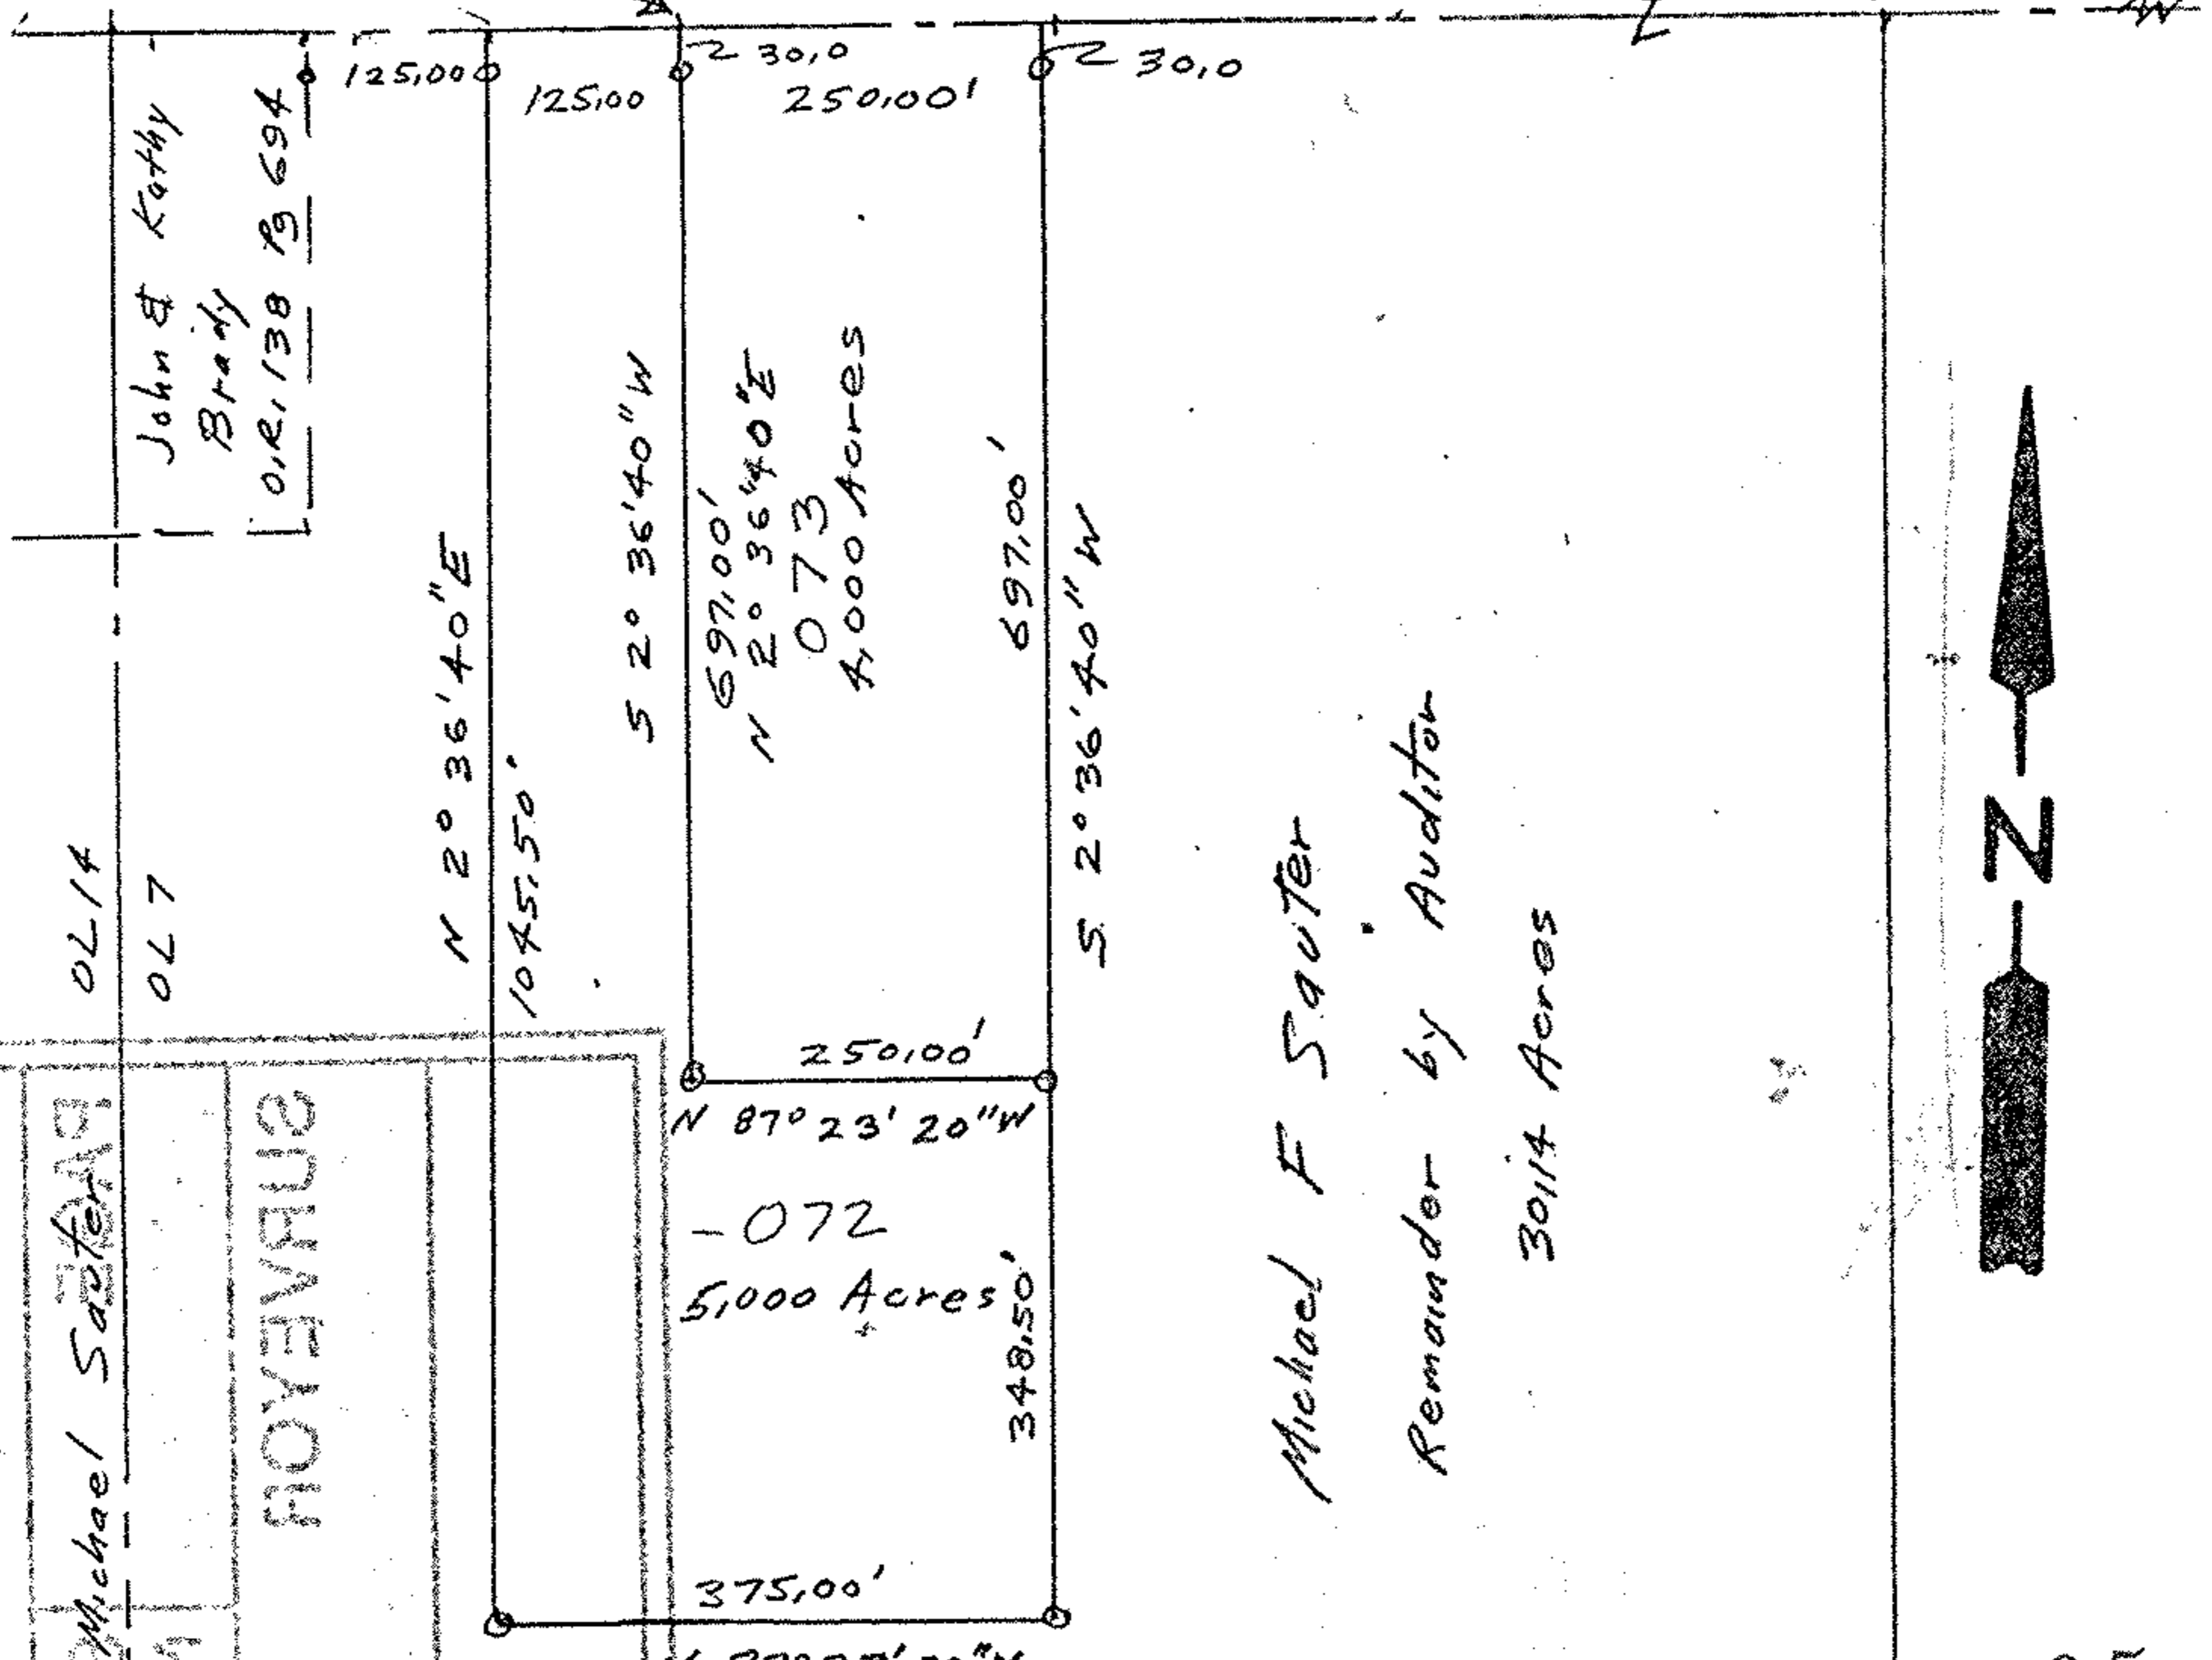 30,0
30,0
125,00
125,00
250,00'
John & Kathy
Brady
O,R, 138 Pg 694
N 2° 36' 40" E
1045,50'
S 2° 36' 40" W
697,00'
N 2° 36' 40" E
073
4,000 Acres
697,00'
S 2° 36' 40" W
OL 14
OL 7
Michael F Sauter
Remainder by Auditor
30,14 Acres
N
250,00'
N 87° 23' 20" W
-072
5,000 Acres
348,50'
375,00'
Michael Sauter
PAGE
SURVEYOR